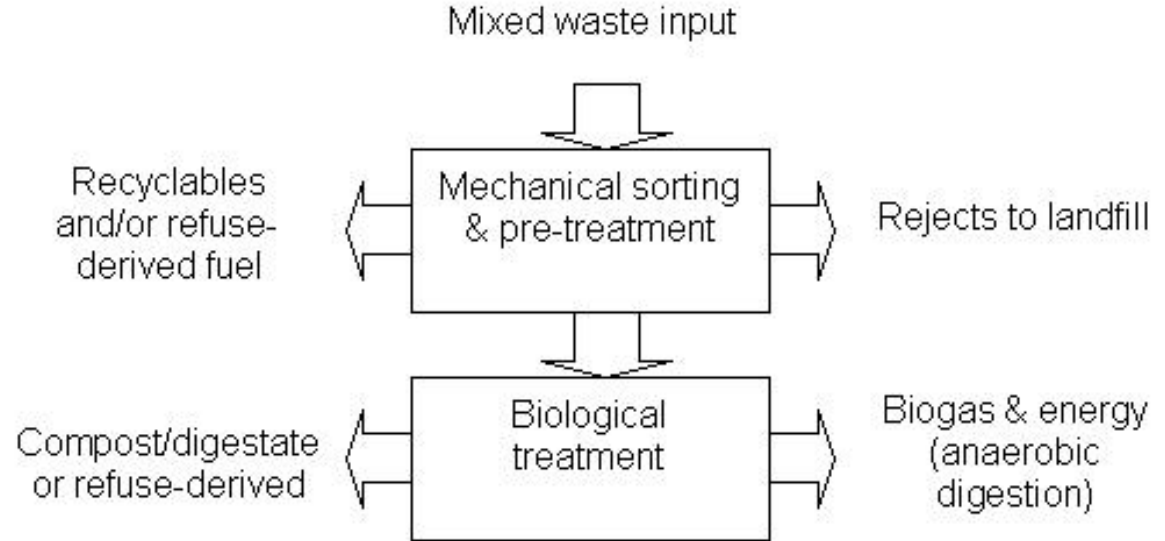 Mixed waste input
Recyclables
and/or refuse-
derived fuel
Mechanical sorting
& pre-treatment
Rejects to landfill
Compost/digestate
or refuse-derived
Biological
treatment
Biogas & energy
(anaerobic
digestion)